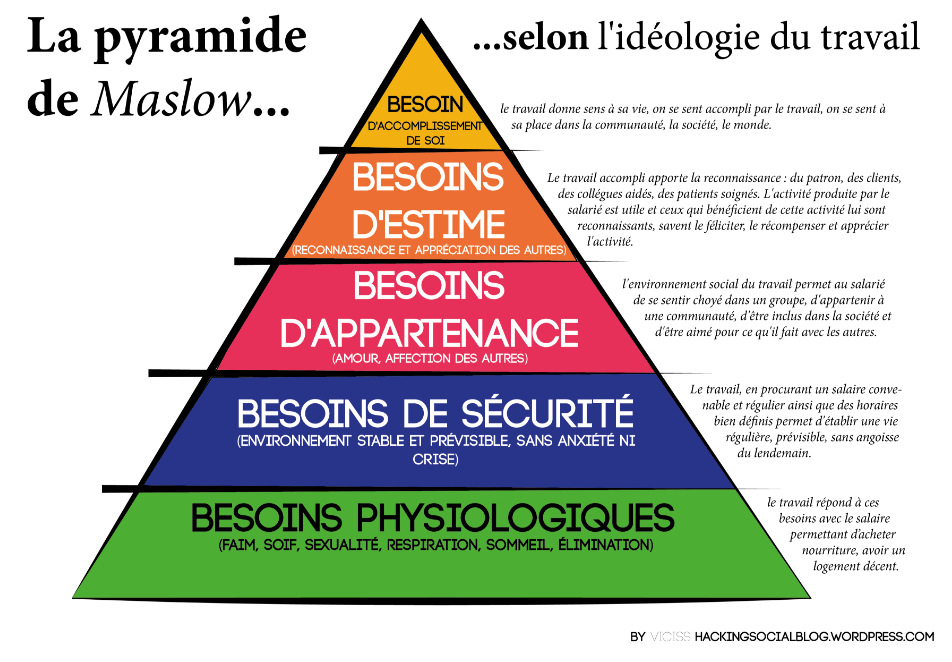 La pyramide
de Maslow...
...selon l'idéologie du travail
BESOIN
D'ACCOMPLISSEMENT
DE SOI
le travail donne sens à sa vie, on se sent accompli par le travail, on se sent à
sa place dans la communauté, la société, le monde.
BESOINS
D'ESTIME
(RECONNAISSANCE ET APPRÉCIATION DES AUTRES)
Le travail accompli apporte la reconnaissance : du patron, des clients,
des collégues aidés, des patients soignés. L'activité produite par le
salarié est utile et ceux qui bénéficient de cette activité lui sont
reconnaissants, savent le féliciter, le récompenser et apprécier
l'activité.
BESOINS
D'APPARTENANCE
(AMOUR, AFFECTION DES AUTRES)
l'environnement social du travail permet au salarié
de se sentir choyé dans un groupe, d'appartenir à
une communauté, d'être inclus dans la société et
d'être aimé pour ce qu'il fait avec les autres.
BESOINS DE SÉCURITÉ
(ENVIRONNEMENT STABLE ET PRÉVISIBLE, SANS ANXIÉTÉ NI
CRISE)
Le travail, en procurant un salaire conve-
nable et régulier ainsi que des horaires
bien définis permet d'établir une vie
régulière, prévisible, sans angoisse
du lendemain.
BESOINS PHYSIOLOGIQUES
(FAIM, SOIF, SEXUALITÉ, RESPIRATION, SOMMEIL, ÉLIMINATION)
le travail répond à ces
besoins avec le salaire
permettant d'acheter
nourriture, avoir un
logement décent.
BY VICISS HACKINGSOCIALBLOG.WORDPRESS.COM